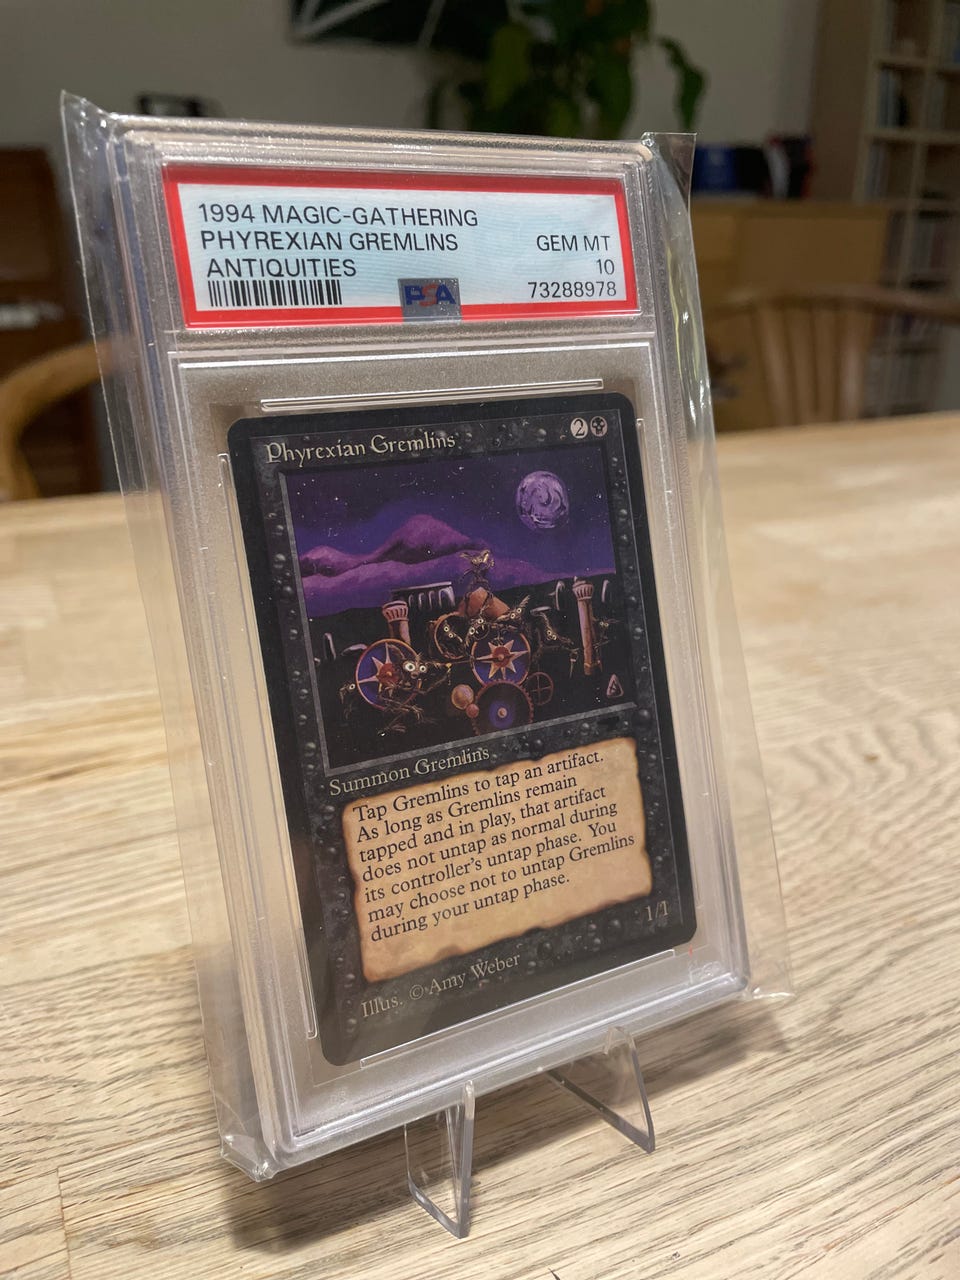 1994 MAGIC-GATHERING
PHYREXIAN GREMLINS GEM MT
ANTIQUITIES 10
PSA 73288978
Phyrexian Gremlins 2
Summon Gremlins
Tap Gremlins to tap an artifact.
As long as Gremlins remain
tapped and in play, that artifact
does not untap as normal during
its controller's untap phase. You
may choose not to untap Gremlins
during your untap phase.
1/1
Illus. © Amy Weber